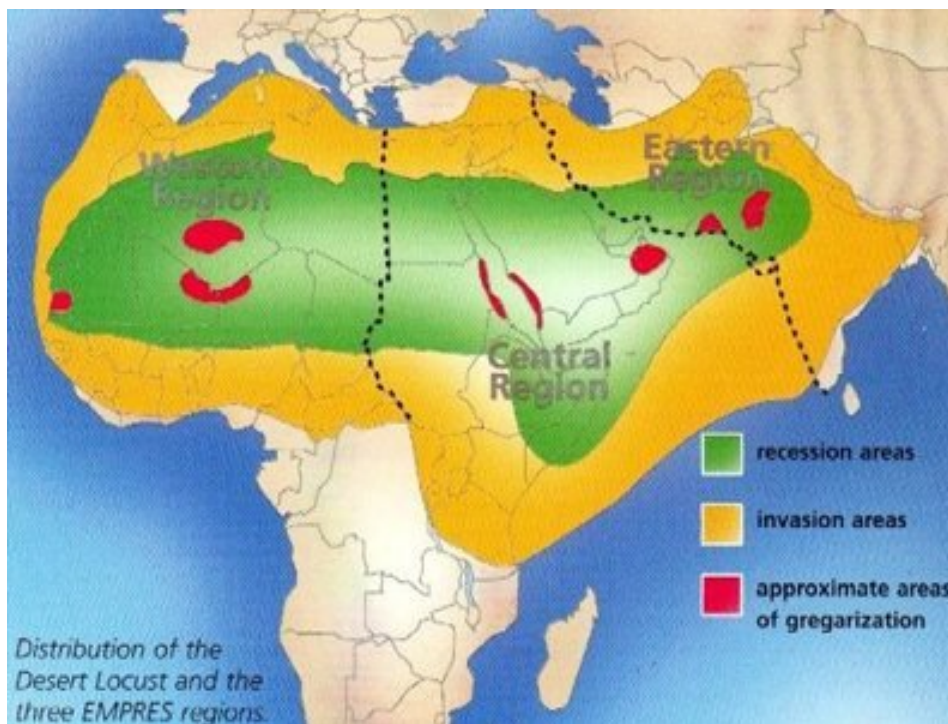 Western
Region
Eastern
Region
Central
Region
recession areas
invasion areas
approximate areas
of gregarization
Distribution of the
Desert Locust and the
three EMPRES regions.